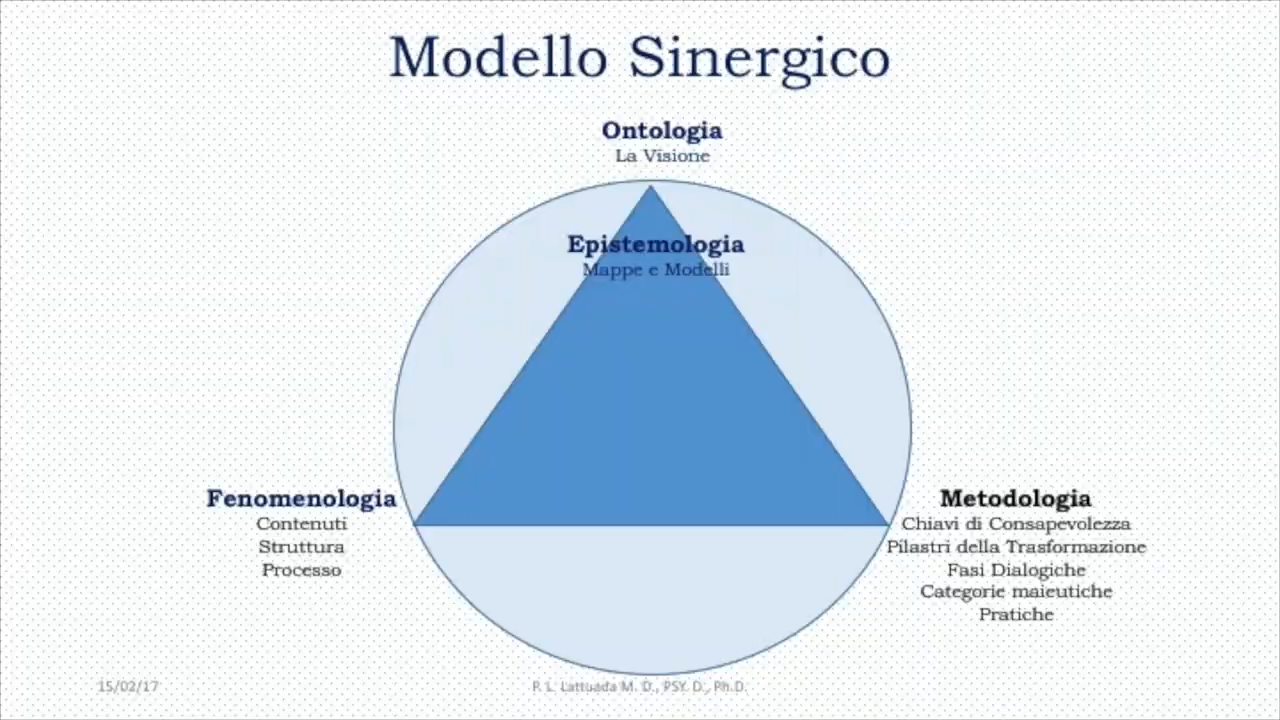 Modello Sinergico
Ontologia
La Visione
Epistemologia
Mappe e Modelli
Fenomenologia
Contenuti
Struttura
Processo
Metodologia
Chiavi di Consapevolezza
Pilastri della Trasformazione
Fasi Dialogiche
Categorie maieutiche
Pratiche
15/02/17
P. L. Lattuada M. D., PSY. D., Ph.D.